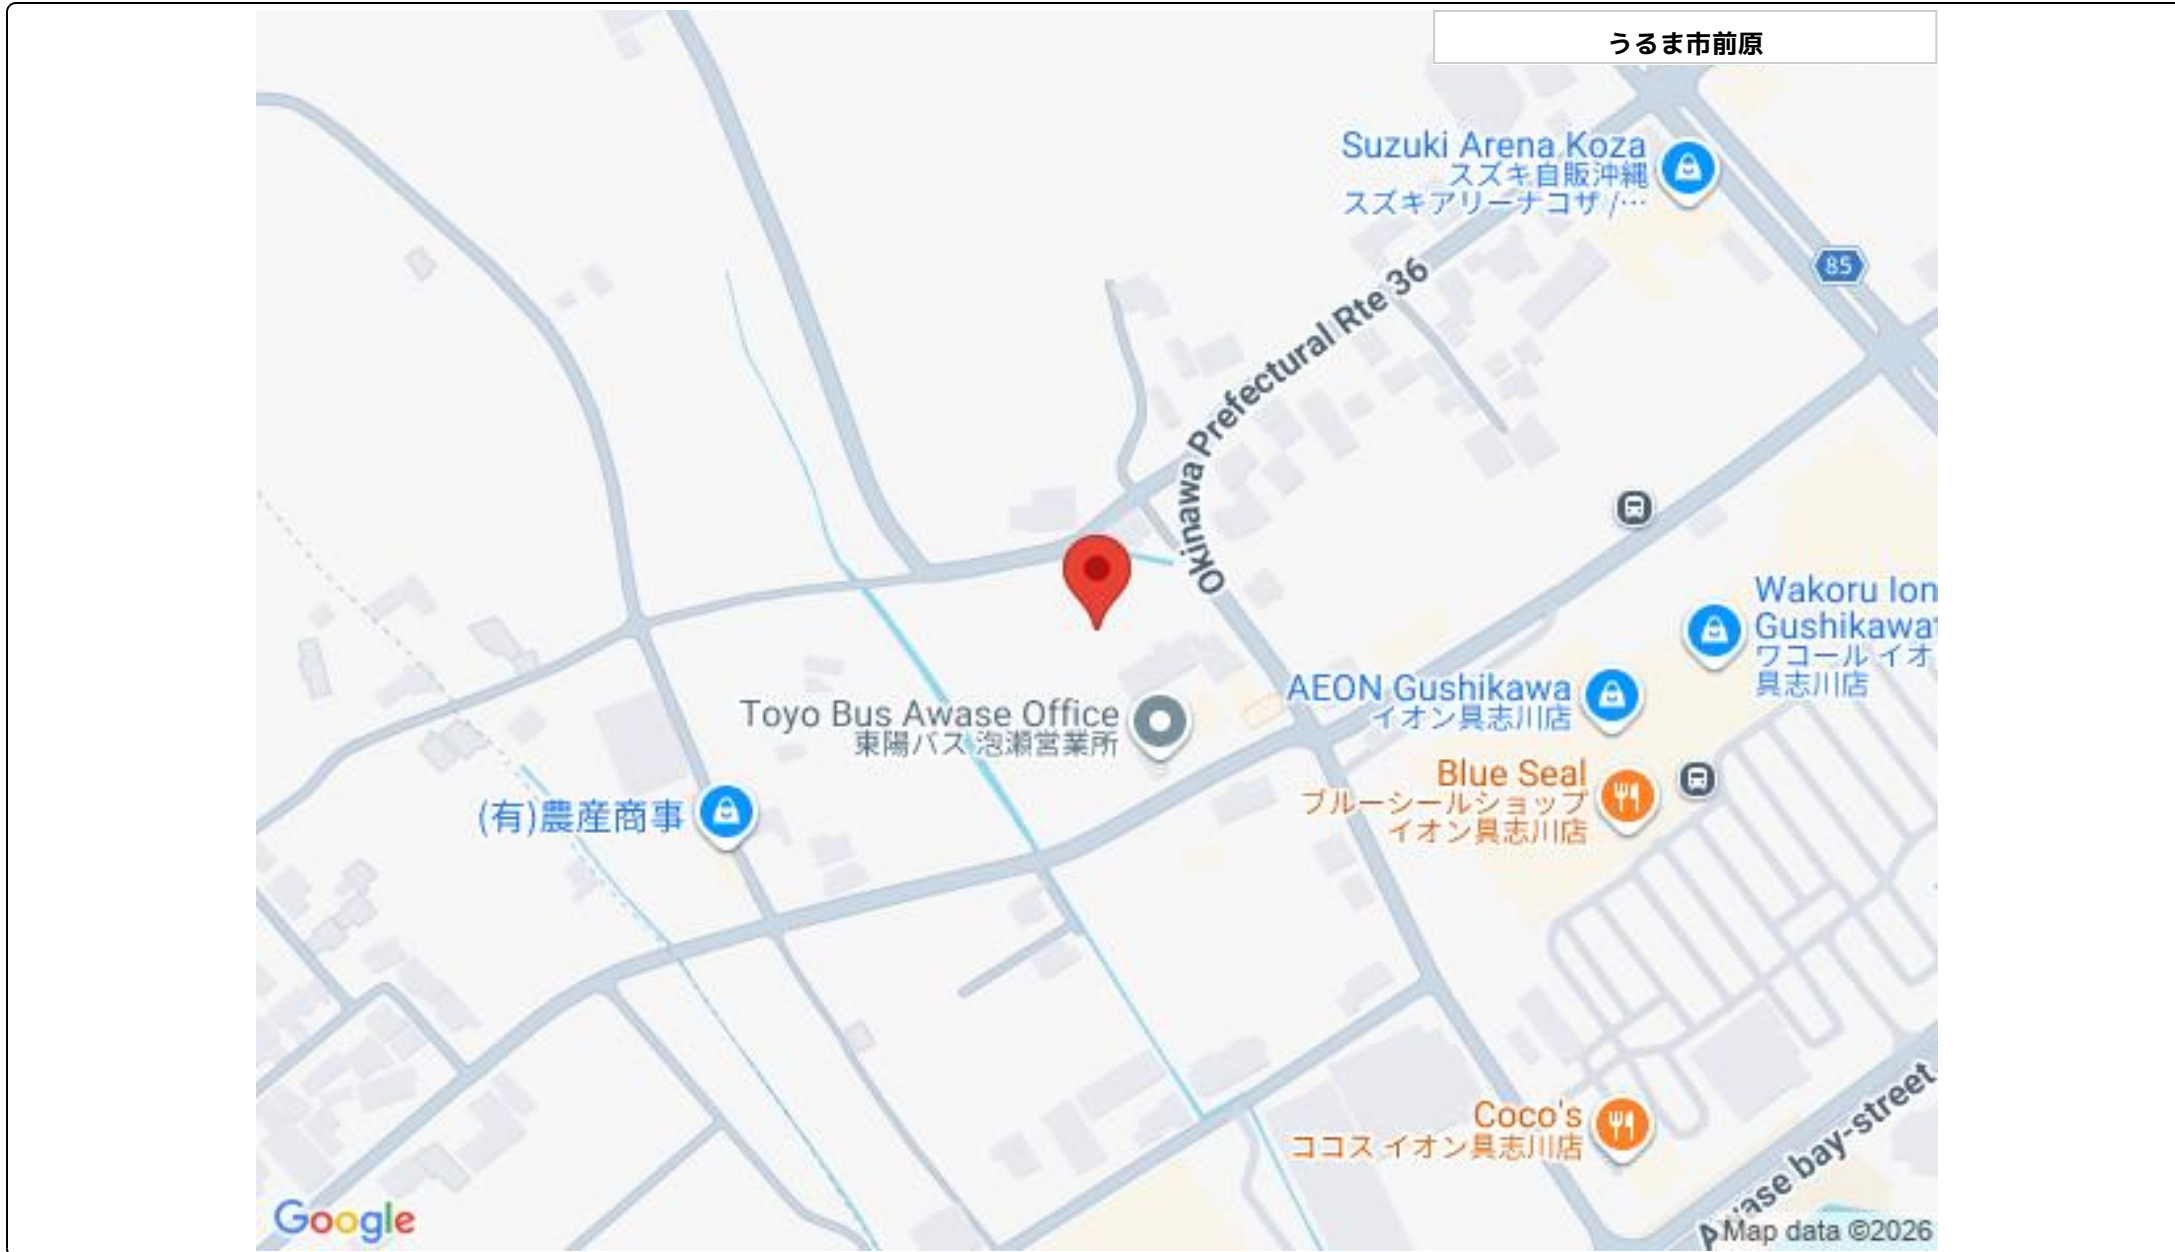 うるま市前原
Suzuki Arena Koza
スズキ自販沖縄
スズキアリーナコザ /…
85
Okinawa Prefectural Rte 36
Wakoru Ion
Gushikawa
ワコール イオ
具志川店
AEON Gushikawa
イオン具志川店
Toyo Bus Awase Office
東陽バス 泡瀬営業所
Blue Seal
ブルーシールショップ
イオン具志川店
(有)農産商事
Coco's
ココス イオン具志川店
Awase bay-street
Google
Map data ©2026